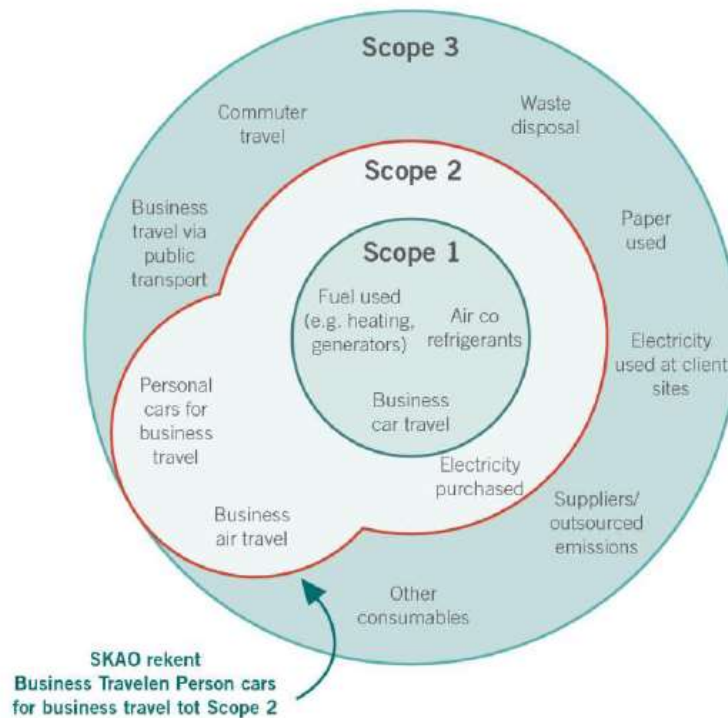 Scope 3
Commuter
travel
Waste
disposal
Scope 2
Business
travel via
public
transport
Paper
used
Scope 1
Fuel used
(e.g. heating,
generators)
Air co
refrigerants
Electricity
used at client
sites
Personal
cars for
business
travel
Business
car travel
Electricity
purchased
Business
air travel
Suppliers/
outsourced
emissions
Other
consumables
SKAO rekent
Business Travelen Person cars
for business travel tot Scope 2